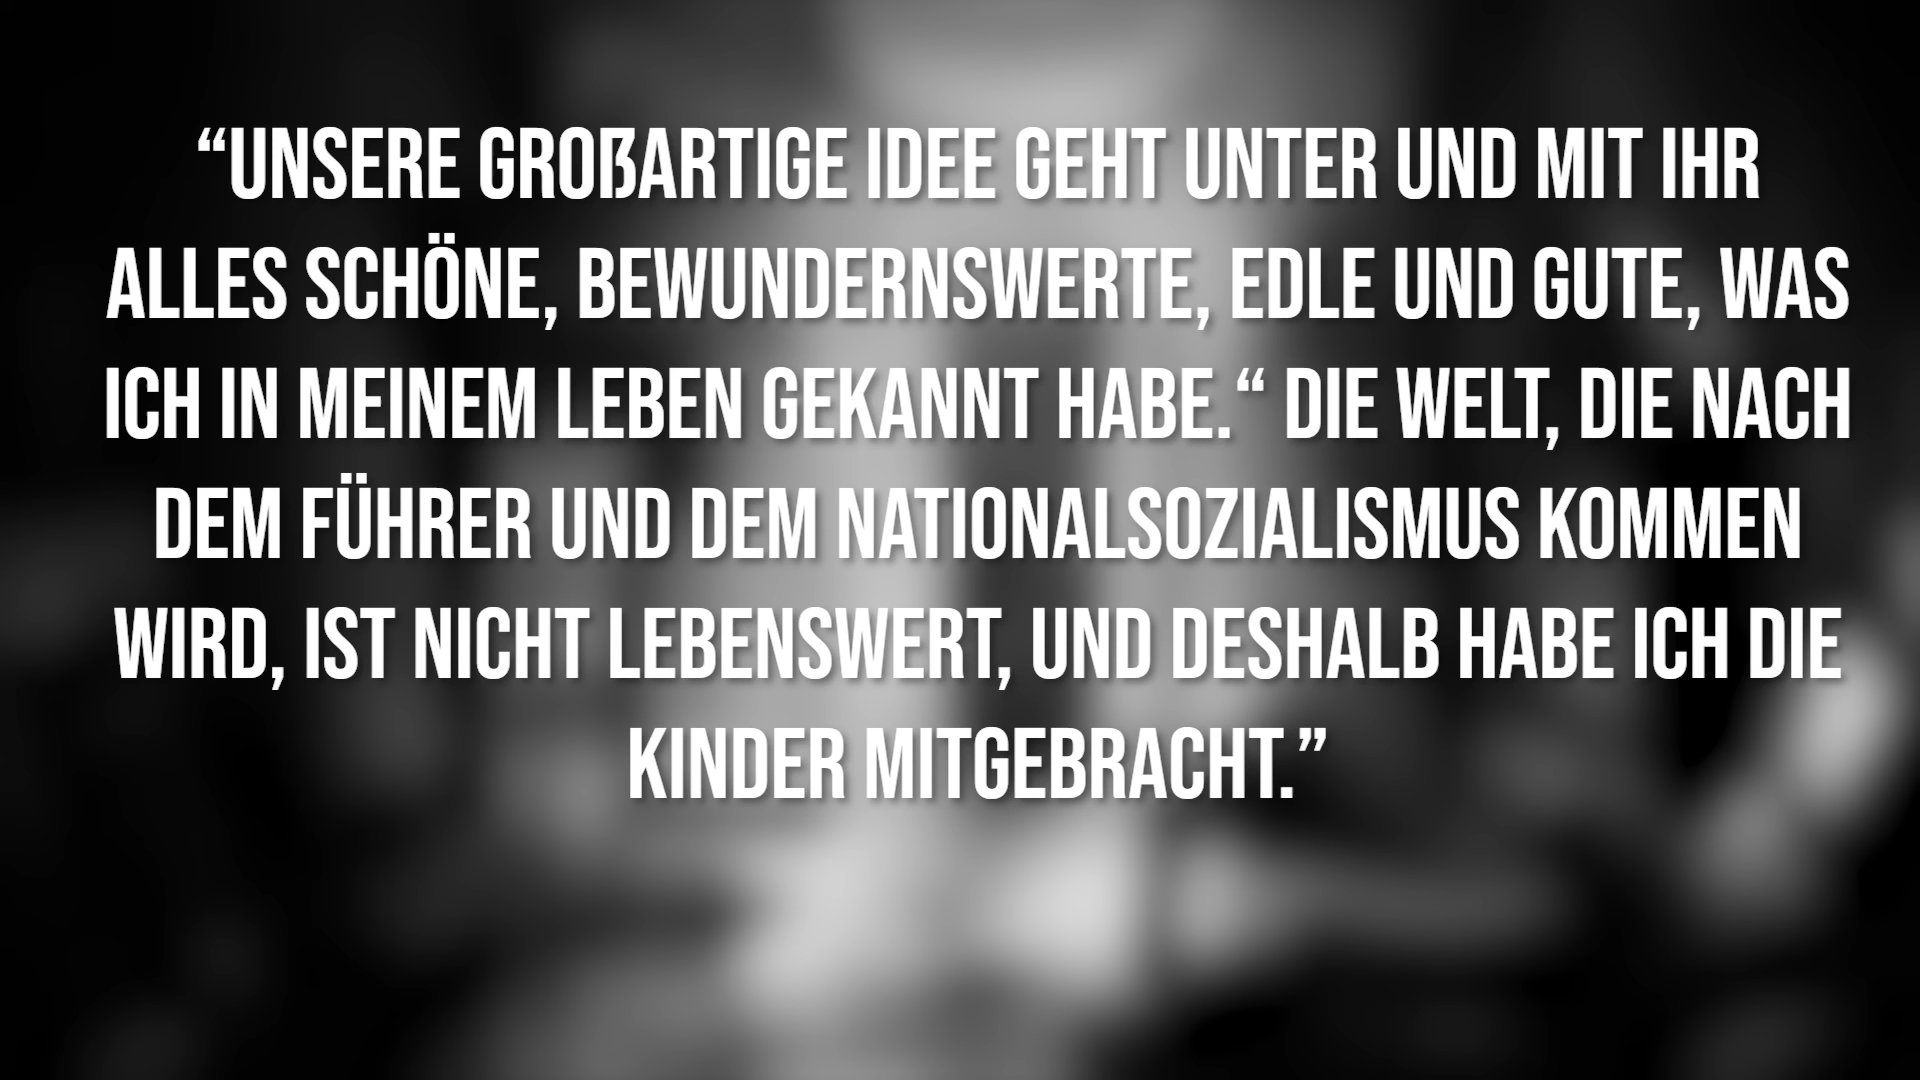 “UNSERE GROßARTIGE IDEE GEHT UNTER UND MIT IHR
ALLES SCHÖNE, BEWUNDERNSWERTE, EDLE UND GUTE, WAS
ICH IN MEINEM LEBEN GEKANNT HABE.“ DIE WELT, DIE NACH
DEM FÜHRER UND DEM NATIONALSOZIALISMUS KOMMEN
WIRD, IST NICHT LEBENSWERT, UND DESHALB HABE ICH DIE
KINDER MITGEBRACHT.”